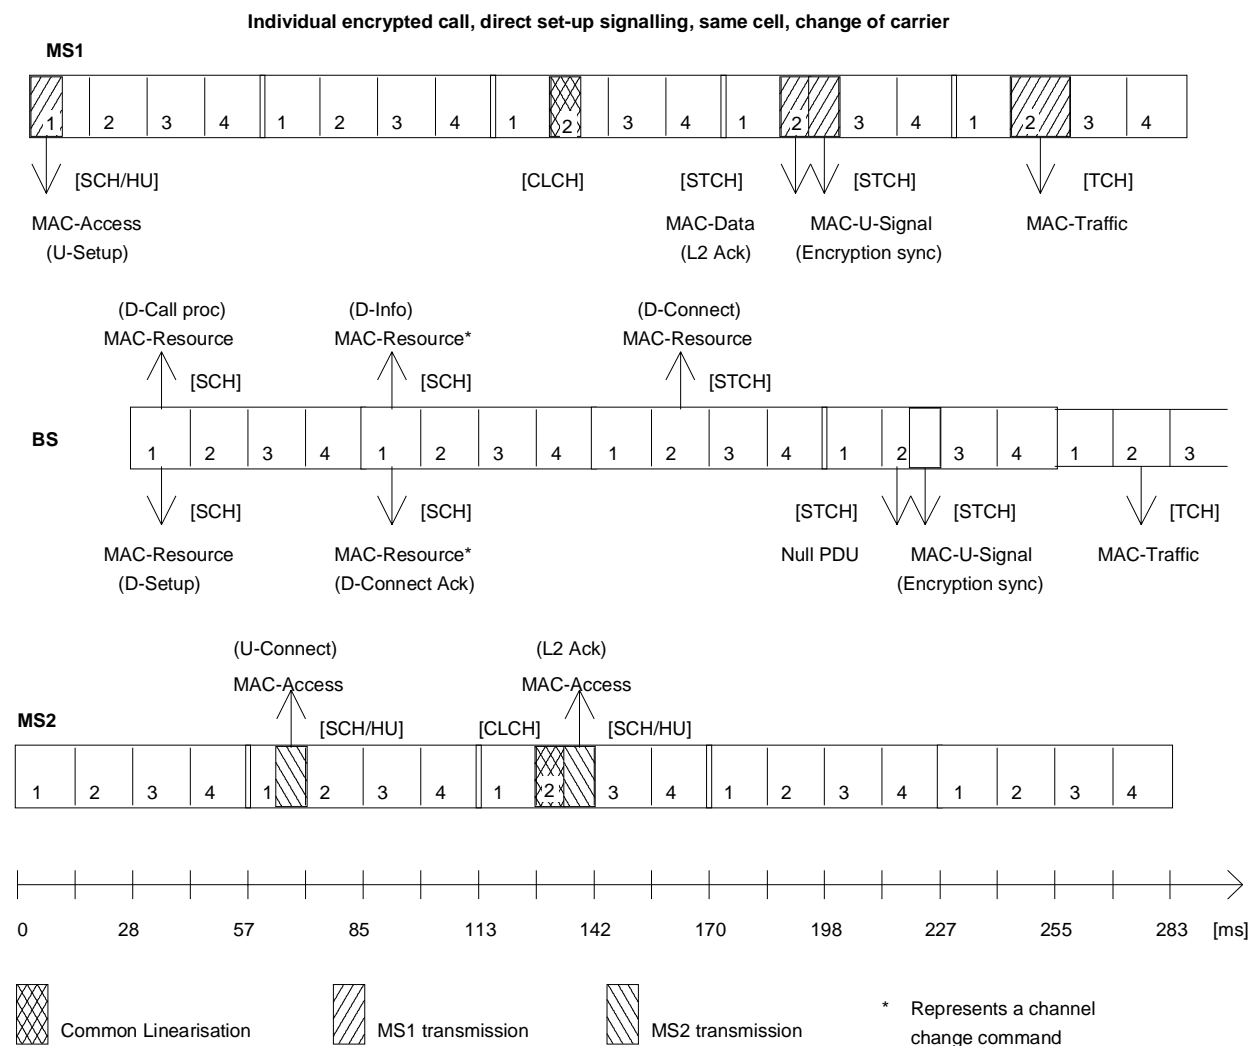 Individual encrypted call, direct set-up signalling, same cell, change of carrier
MS1
1 2 3 4 1 2 3 4 1 2 3 4 1 2 3 4 1 2 3 4
[SCH/HU] [CLCH] [STCH] [STCH] [TCH]
MAC-Access MAC-Data MAC-U-Signal MAC-Traffic
(U-Setup) (L2 Ack) (Encryption sync)
(D-Call proc) (D-Info) (D-Connect)
MAC-Resource MAC-Resource* MAC-Resource
[SCH] [SCH] [STCH]
BS
1 2 3 4 1 2 3 4 1 2 3 4 1 2 3 4 1 2 3
[SCH] [SCH] [STCH] [STCH] [TCH]
MAC-Resource MAC-Resource* Null PDU MAC-U-Signal MAC-Traffic
(D-Setup) (D-Connect Ack) (Encryption sync)
(U-Connect) (L2 Ack)
MAC-Access MAC-Access
MS2
[SCH/HU] [CLCH] [SCH/HU]
1 2 3 4 1 2 3 4 1 2 3 4 1 2 3 4 1 2 3 4
0 28 57 85 113 142 170 198 227 255 283 [ms]
Common Linearisation MS1 transmission MS2 transmission
* Represents a channel
change command